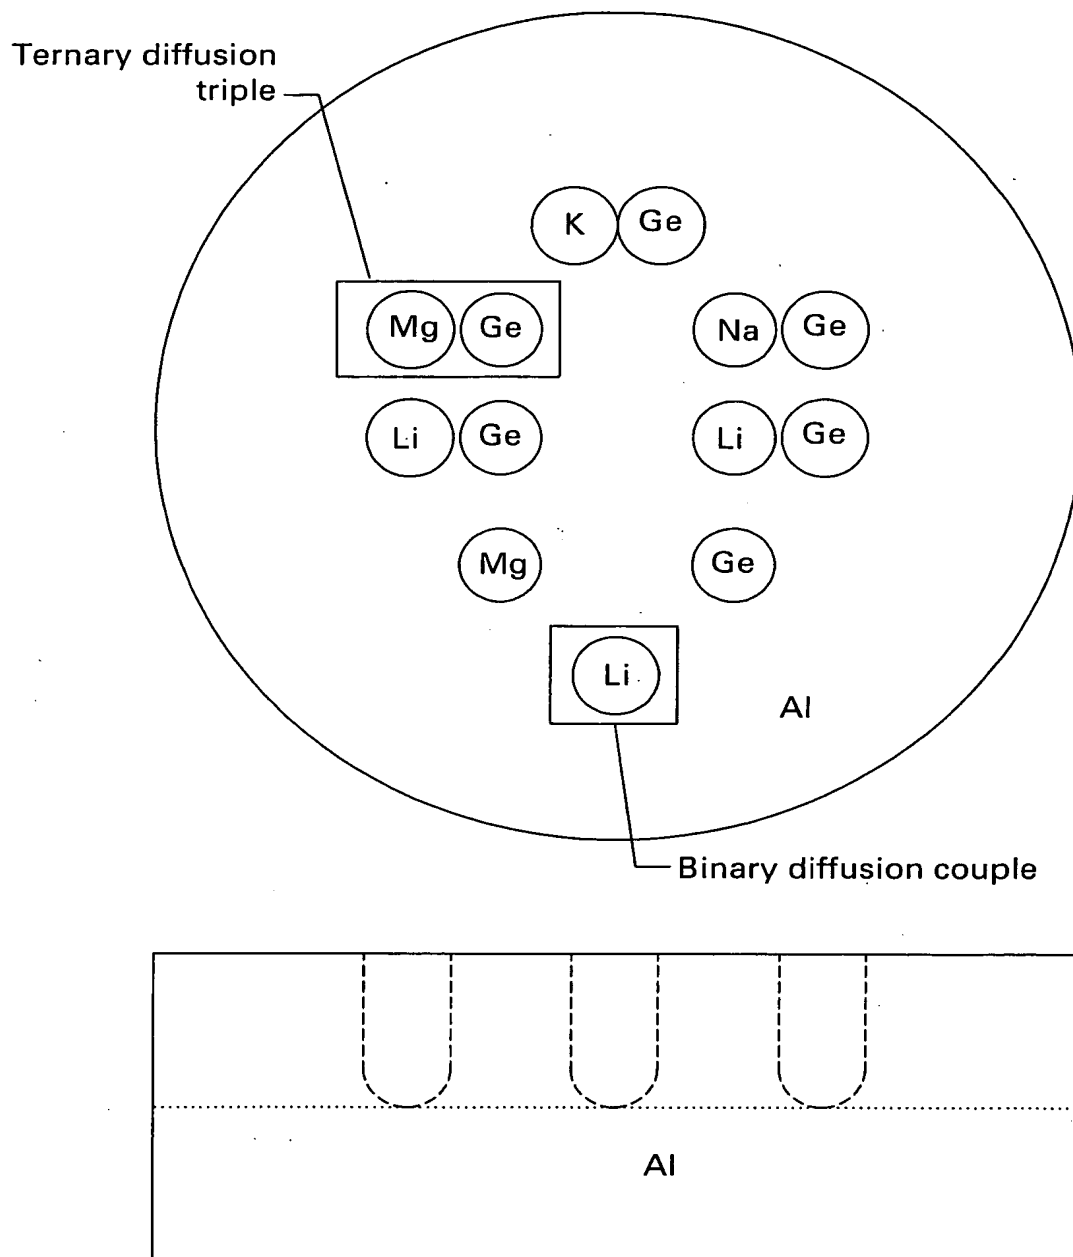 Ternary diffusion
triple
K Ge
Mg Ge Na Ge
Li Ge Li Ge
Mg Ge
Li
Al
Binary diffusion couple
Al